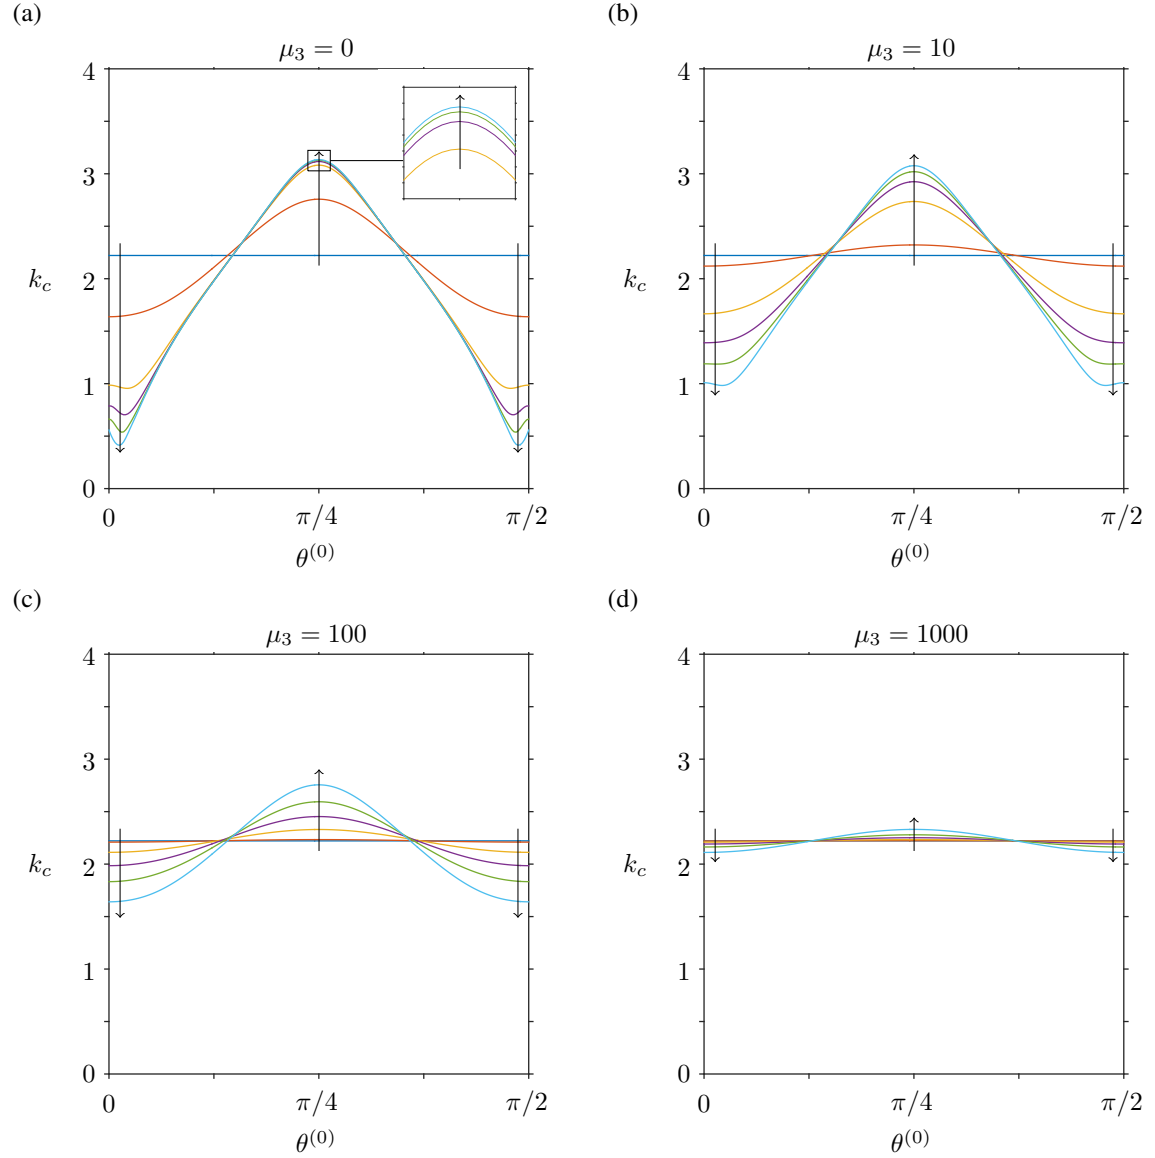 (a)
μ₃ = 0
4
3
2
1
0
k_c
0
π/4
π/2
θ⁽⁰⁾
(b)
μ₃ = 10
4
3
2
1
0
k_c
0
π/4
π/2
θ⁽⁰⁾
(c)
μ₃ = 100
4
3
2
1
0
k_c
0
π/4
π/2
θ⁽⁰⁾
(d)
μ₃ = 1000
4
3
2
1
0
k_c
0
π/4
π/2
θ⁽⁰⁾